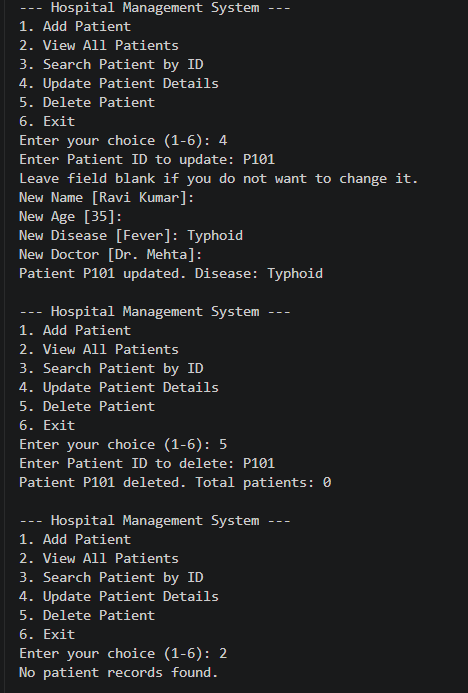 --- Hospital Management System ---
1. Add Patient
2. View All Patients
3. Search Patient by ID
4. Update Patient Details
5. Delete Patient
6. Exit
Enter your choice (1-6): 4
Enter Patient ID to update: P101
Leave field blank if you do not want to change it.
New Name [Ravi Kumar]:
New Age [35]:
New Disease [Fever]: Typhoid
New Doctor [Dr. Mehta]:
Patient P101 updated. Disease: Typhoid
--- Hospital Management System ---
1. Add Patient
2. View All Patients
3. Search Patient by ID
4. Update Patient Details
5. Delete Patient
6. Exit
Enter your choice (1-6): 5
Enter Patient ID to delete: P101
Patient P101 deleted. Total patients: 0
--- Hospital Management System ---
1. Add Patient
2. View All Patients
3. Search Patient by ID
4. Update Patient Details
5. Delete Patient
6. Exit
Enter your choice (1-6): 2
No patient records found.